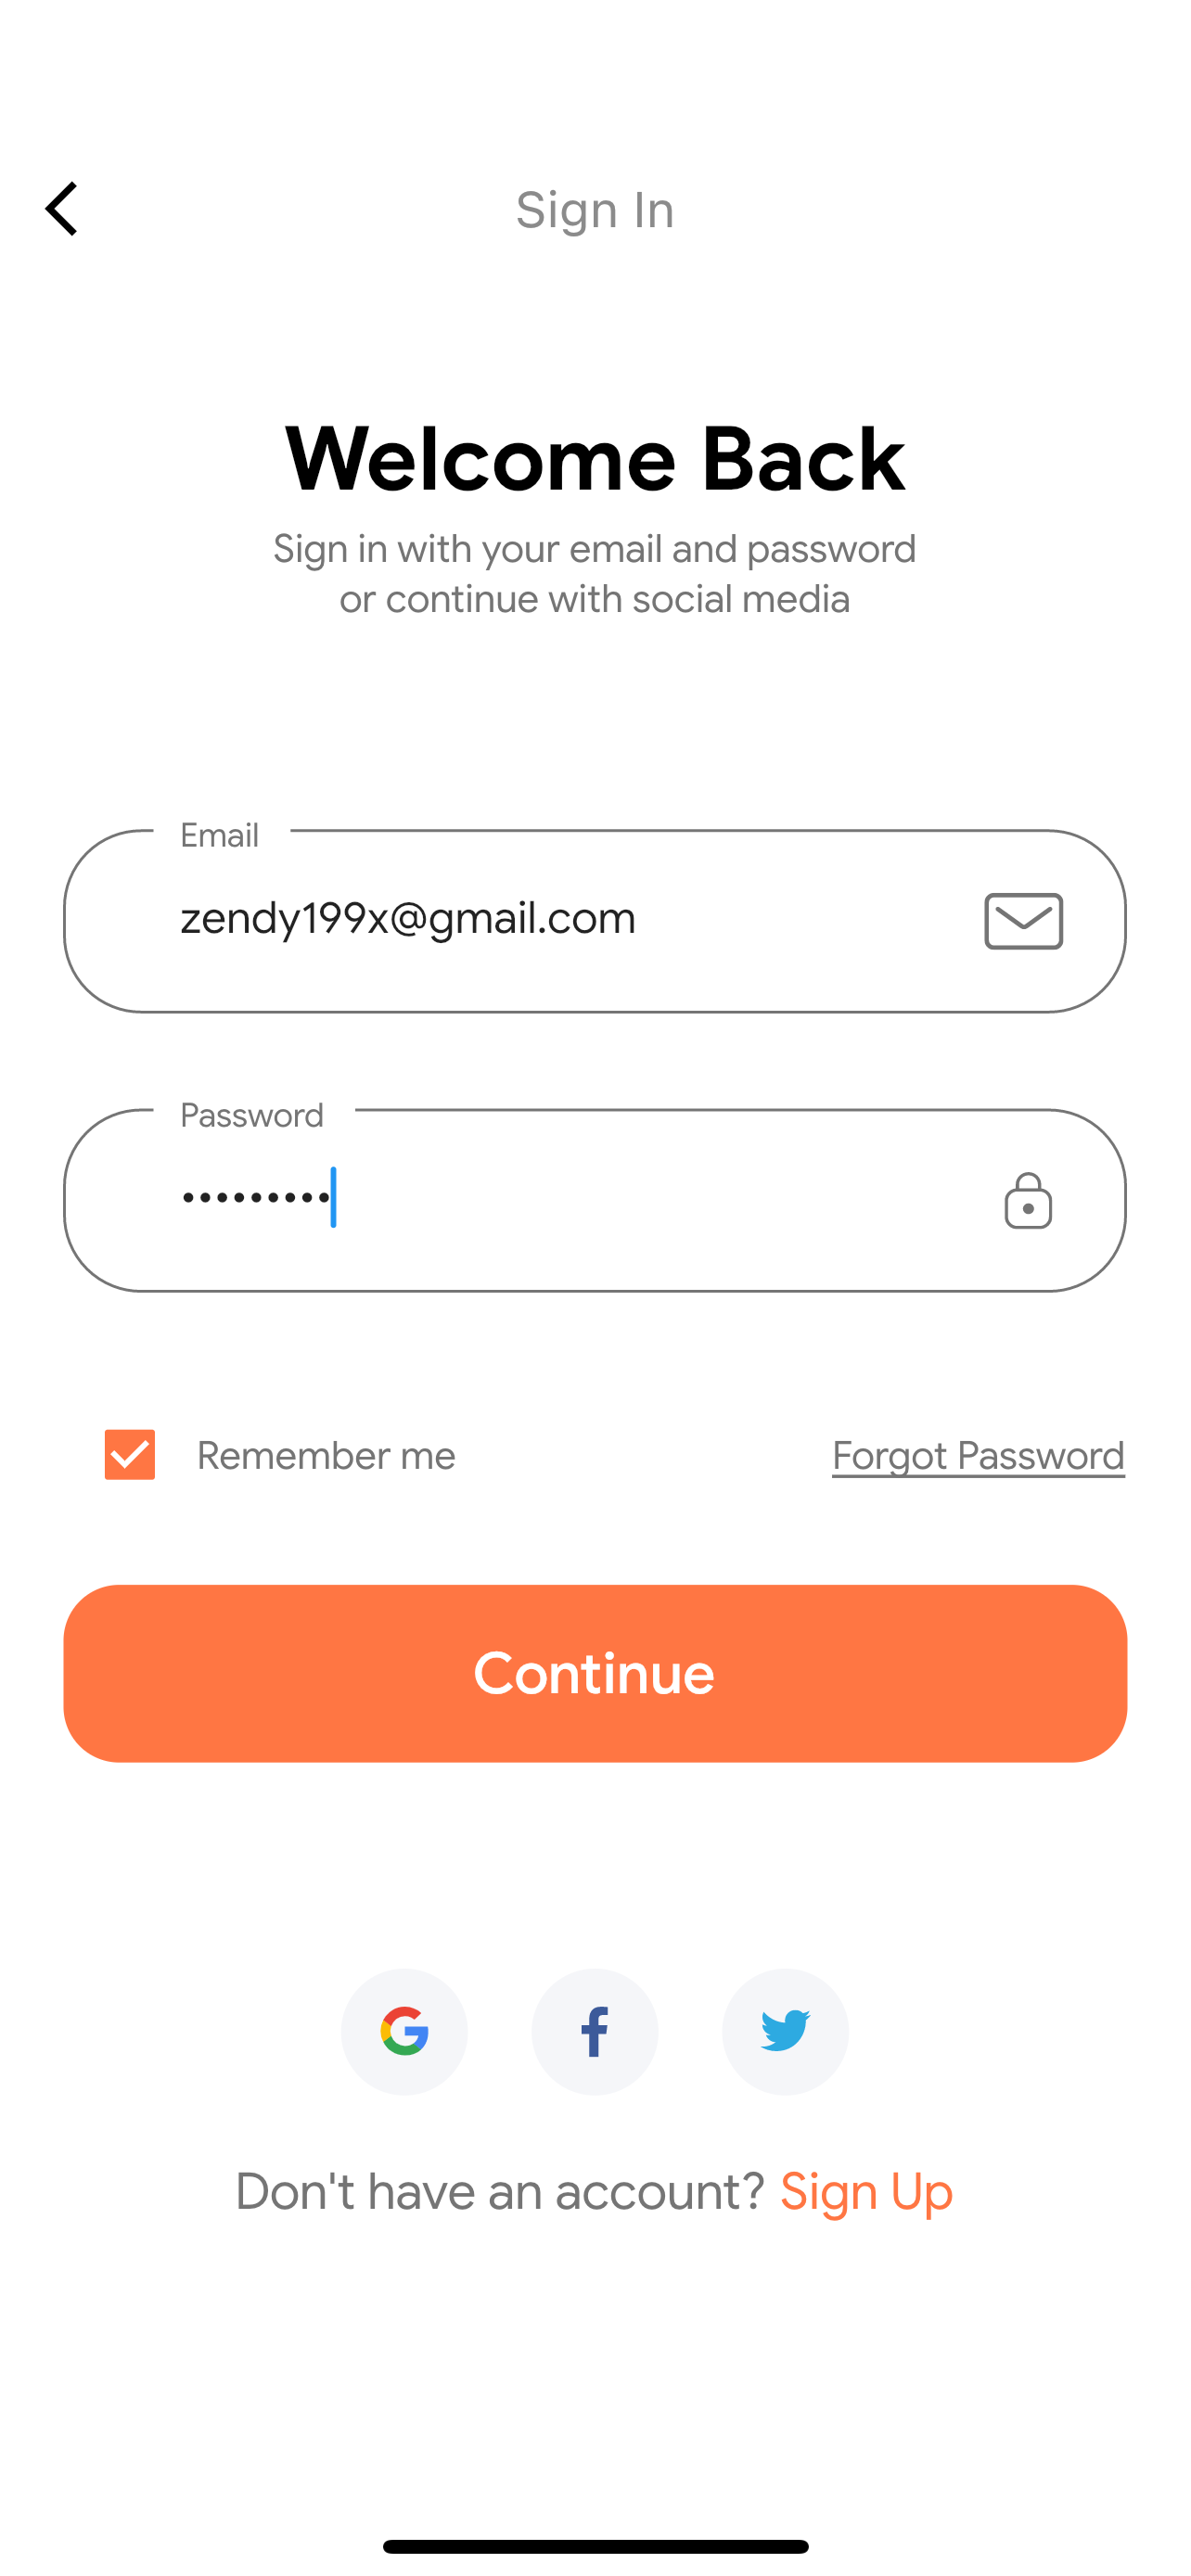 Sign In
Welcome Back
Sign in with your email and password
or continue with social media
Email
zendy199x@gmail.com
Password
•••••••••
Remember me
Forgot Password
Continue
Don't have an account? Sign Up